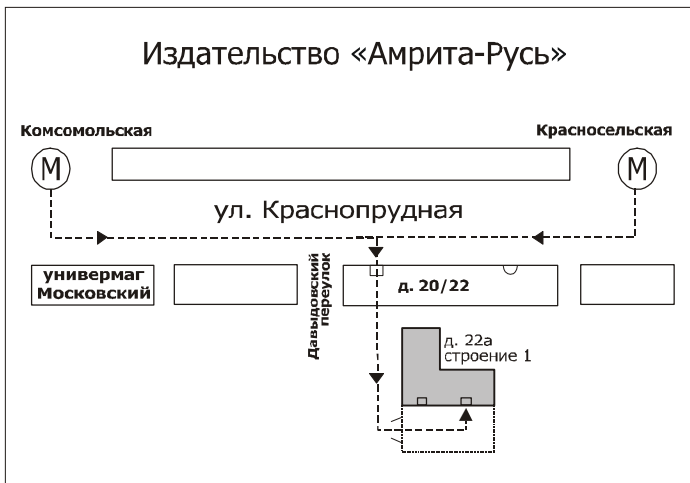 Издательство «Амрита-Русь»
Комсомольская
Красносельская
М
М
ул. Краснопрудная
универмаг
Московский
Давыдовский
переулок
д. 20/22
д. 22а
строение 1